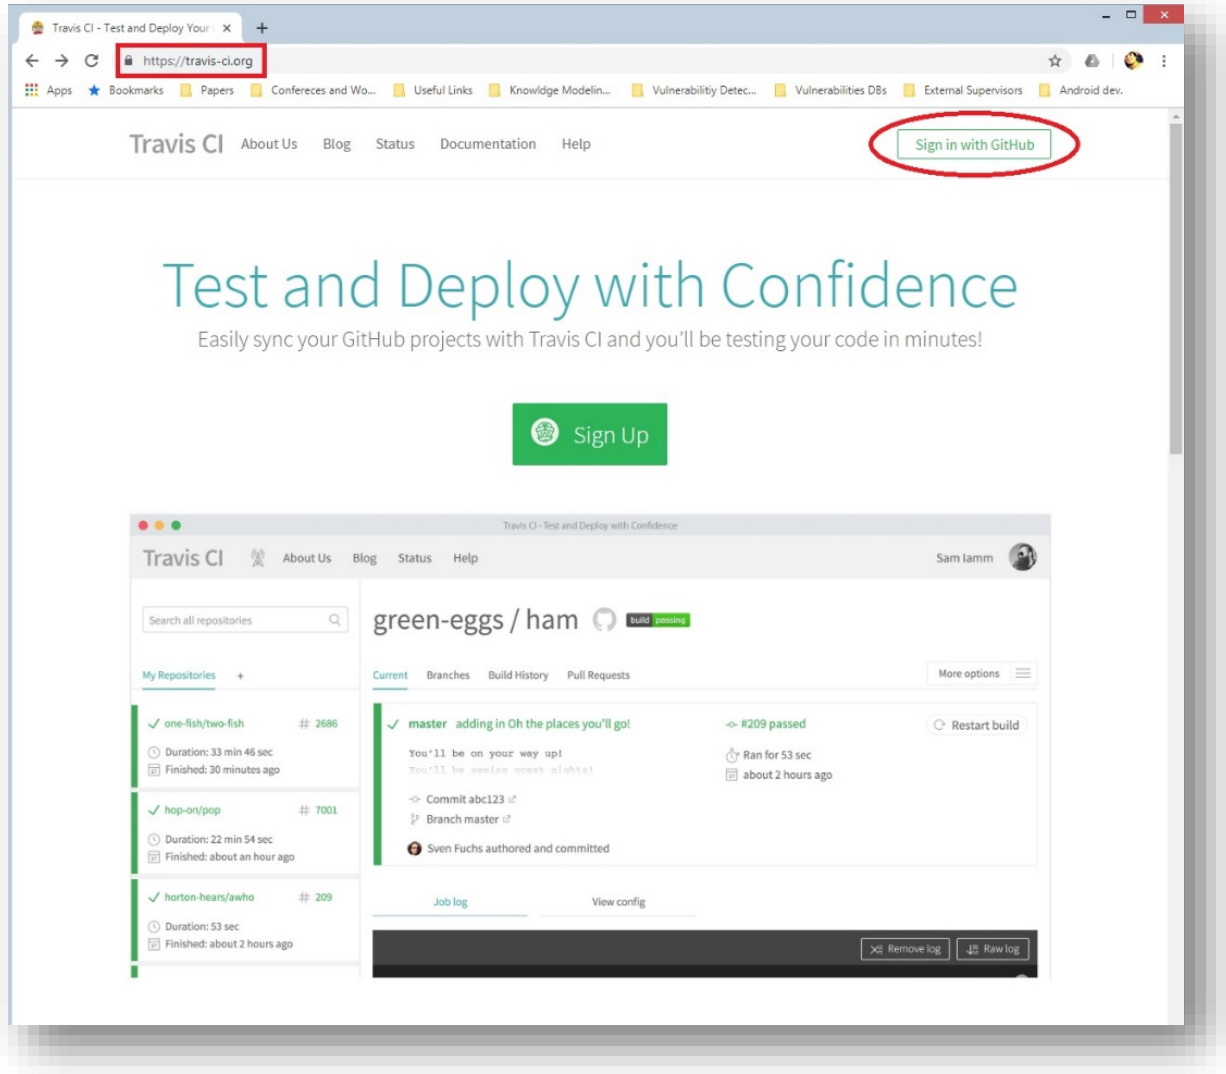 Travis CI - Test and Deploy Your
https://travis-ci.org
Apps Bookmarks Papers Confereces and Wo... Useful Links Knowldge Modelin... Vulnerabilitiy Detec... Vulnerabilities DBs External Supervisors Android dev.
Travis CI About Us Blog Status Documentation Help Sign in with GitHub
Test and Deploy with Confidence
Easily sync your GitHub projects with Travis CI and you'll be testing your code in minutes!
Sign Up
Travis CI - Test and Deploy with Confidence
Travis CI About Us Blog Status Help Sam Iamm
Search all repositories
green-eggs / ham build passing
My Repositories +
Current Branches Build History Pull Requests More options
one-fish/two-fish # 2686
Duration: 33 min 46 sec
Finished: 30 minutes ago
hop-on/pop # 7001
Duration: 22 min 54 sec
Finished: about an hour ago
horton-hears/awho # 209
Duration: 53 sec
Finished: about 2 hours ago
master adding in Oh the places you'll go! #209 passed Restart build
You'll be on your way up! Ran for 53 sec
You'll be seeing great sights! about 2 hours ago
Commit abc123
Branch master
Sven Fuchs authored and committed
Job log View config
Remove log Raw log